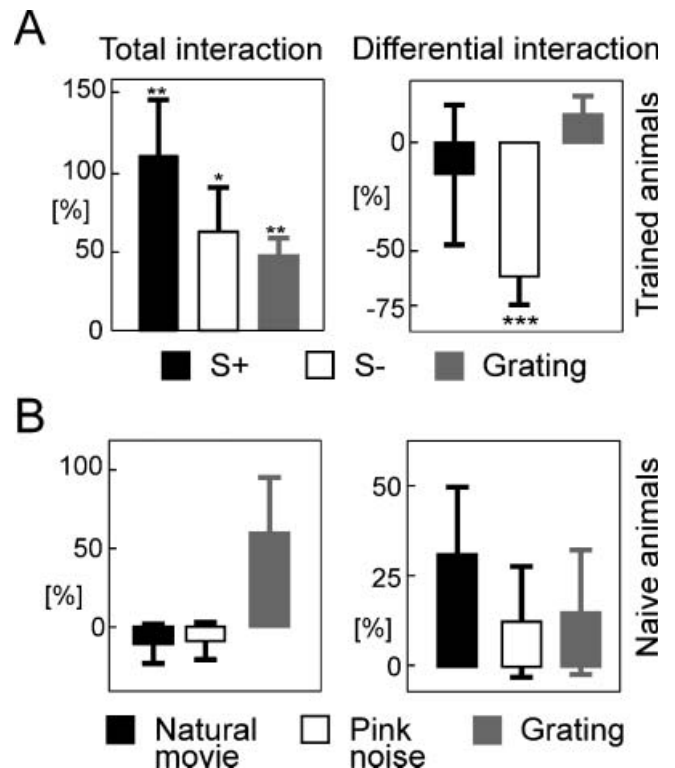 A
Total interaction
Differential interaction
150
100
[%]
50
0
**
*
**
0
[%]
-50
-75
***
Trained animals
S+
S-
Grating
B
100
50
[%]
0
50
25
[%]
0
Naive animals
Natural movie
Pink noise
Grating